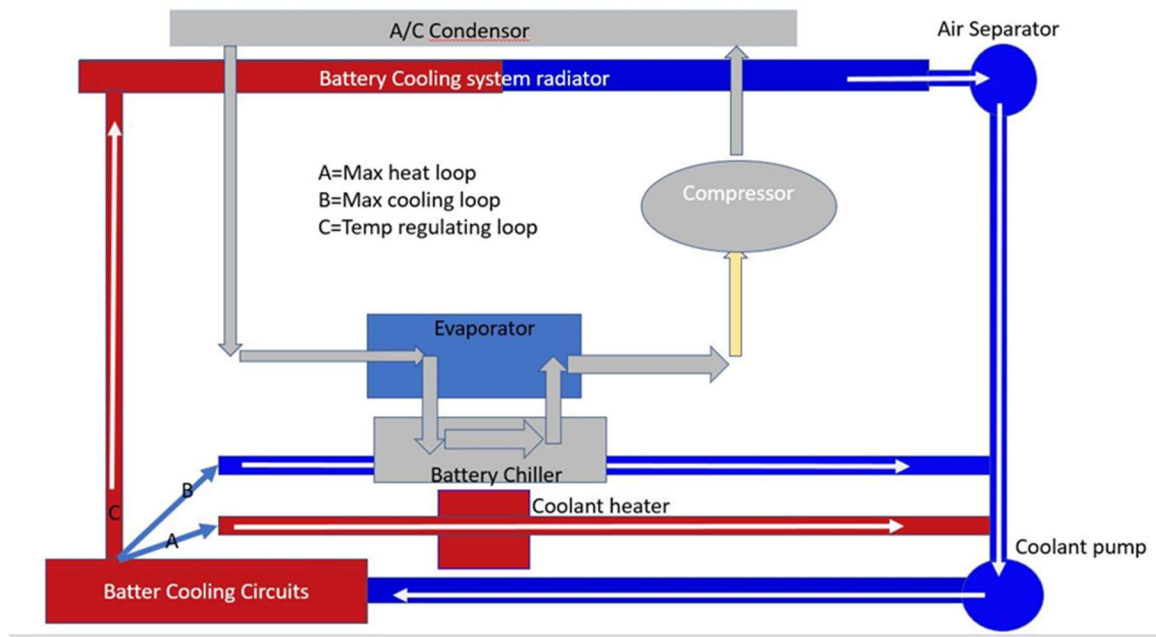 A/C Condensor
Air Separator
Battery Cooling system radiator
A=Max heat loop
B=Max cooling loop
C=Temp regulating loop
Compressor
Evaporator
Battery Chiller
B
Coolant heater
C
A
Coolant pump
Batter Cooling Circuits